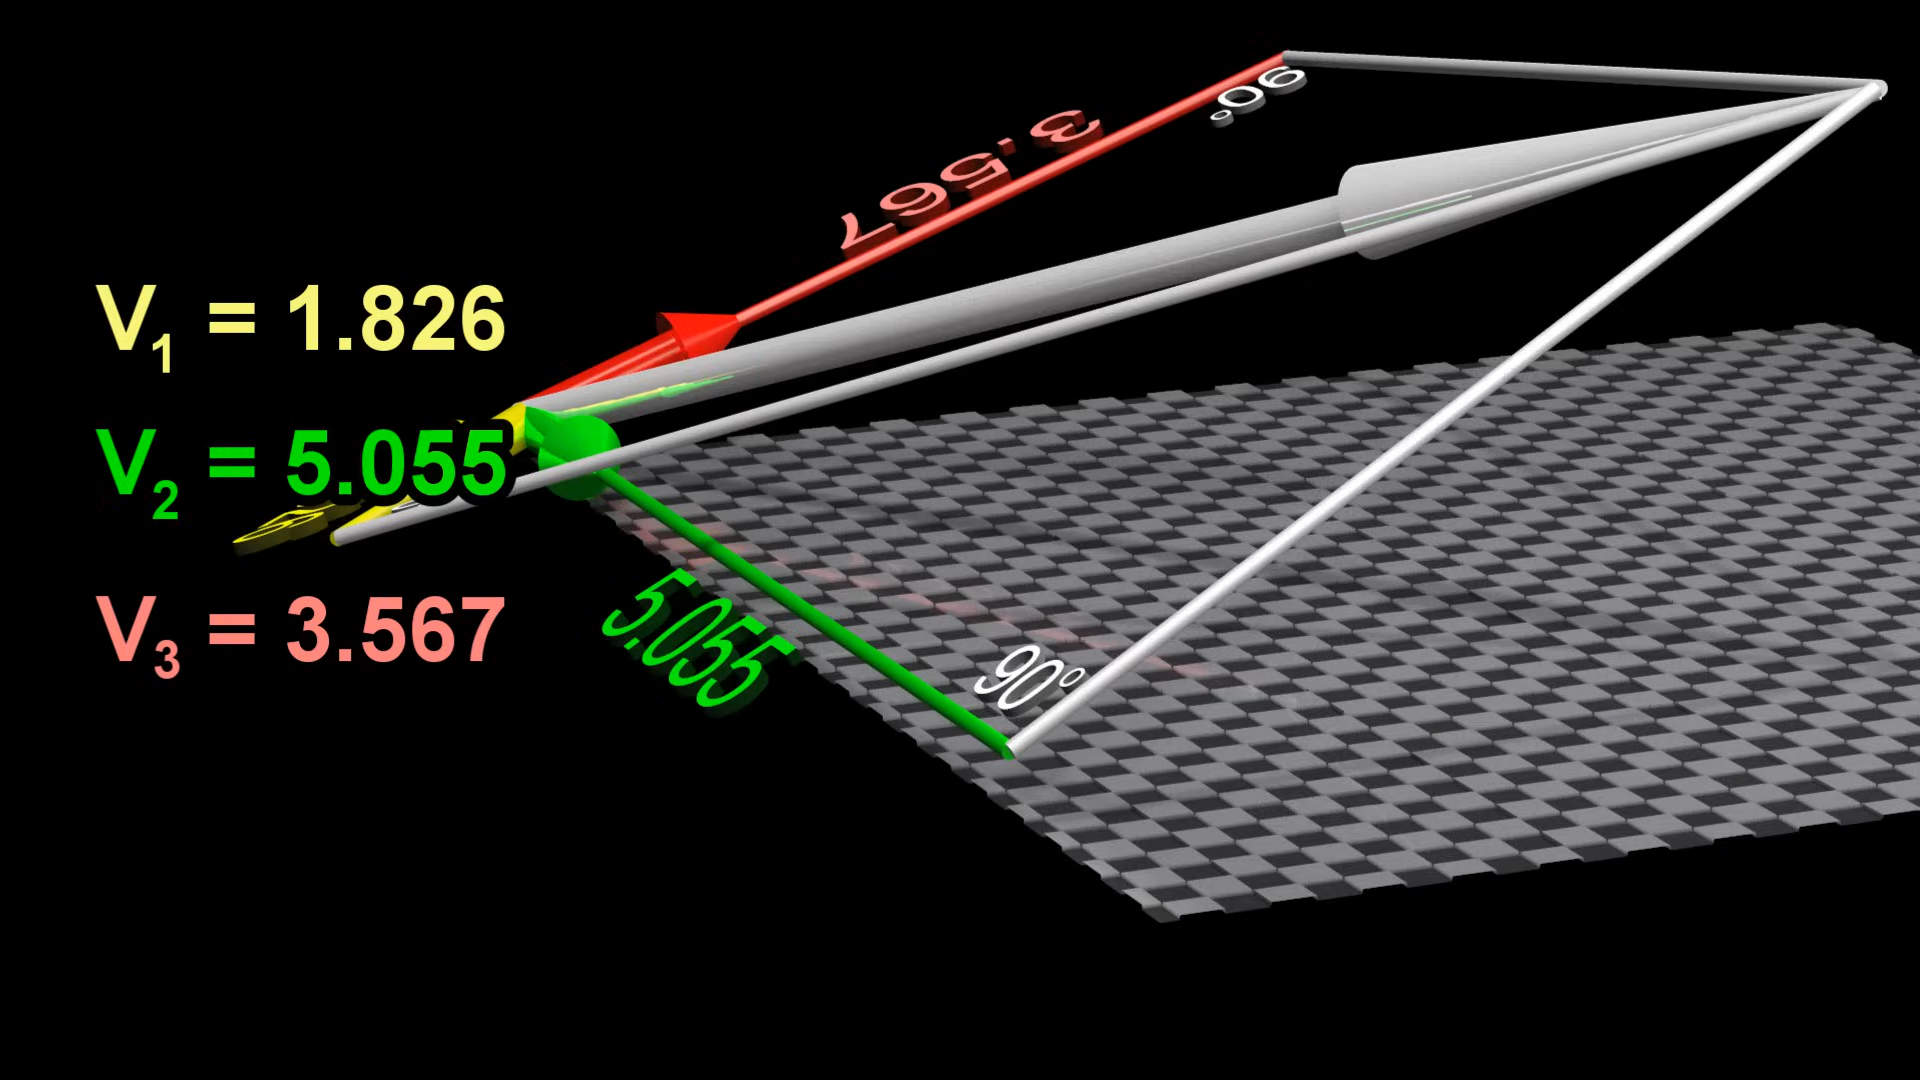 3.567
90°
V1 = 1.826
V2 = 5.055
V3 = 3.567
5.055
90°